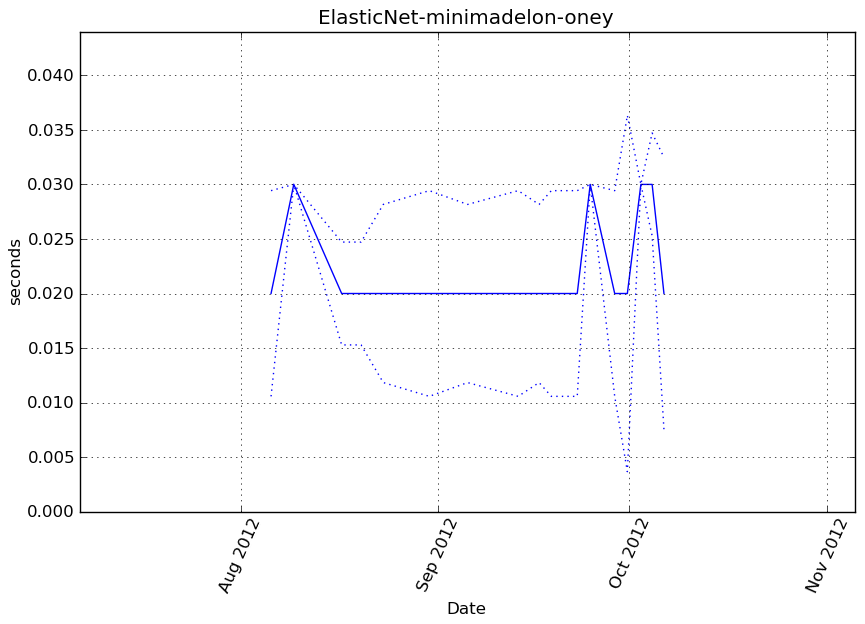 ElasticNet-minimadelon-oney
0.040
0.035
0.030
0.025
0.020
0.015
0.010
0.005
0.000
seconds
Aug 2012
Sep 2012
Oct 2012
Nov 2012
Date